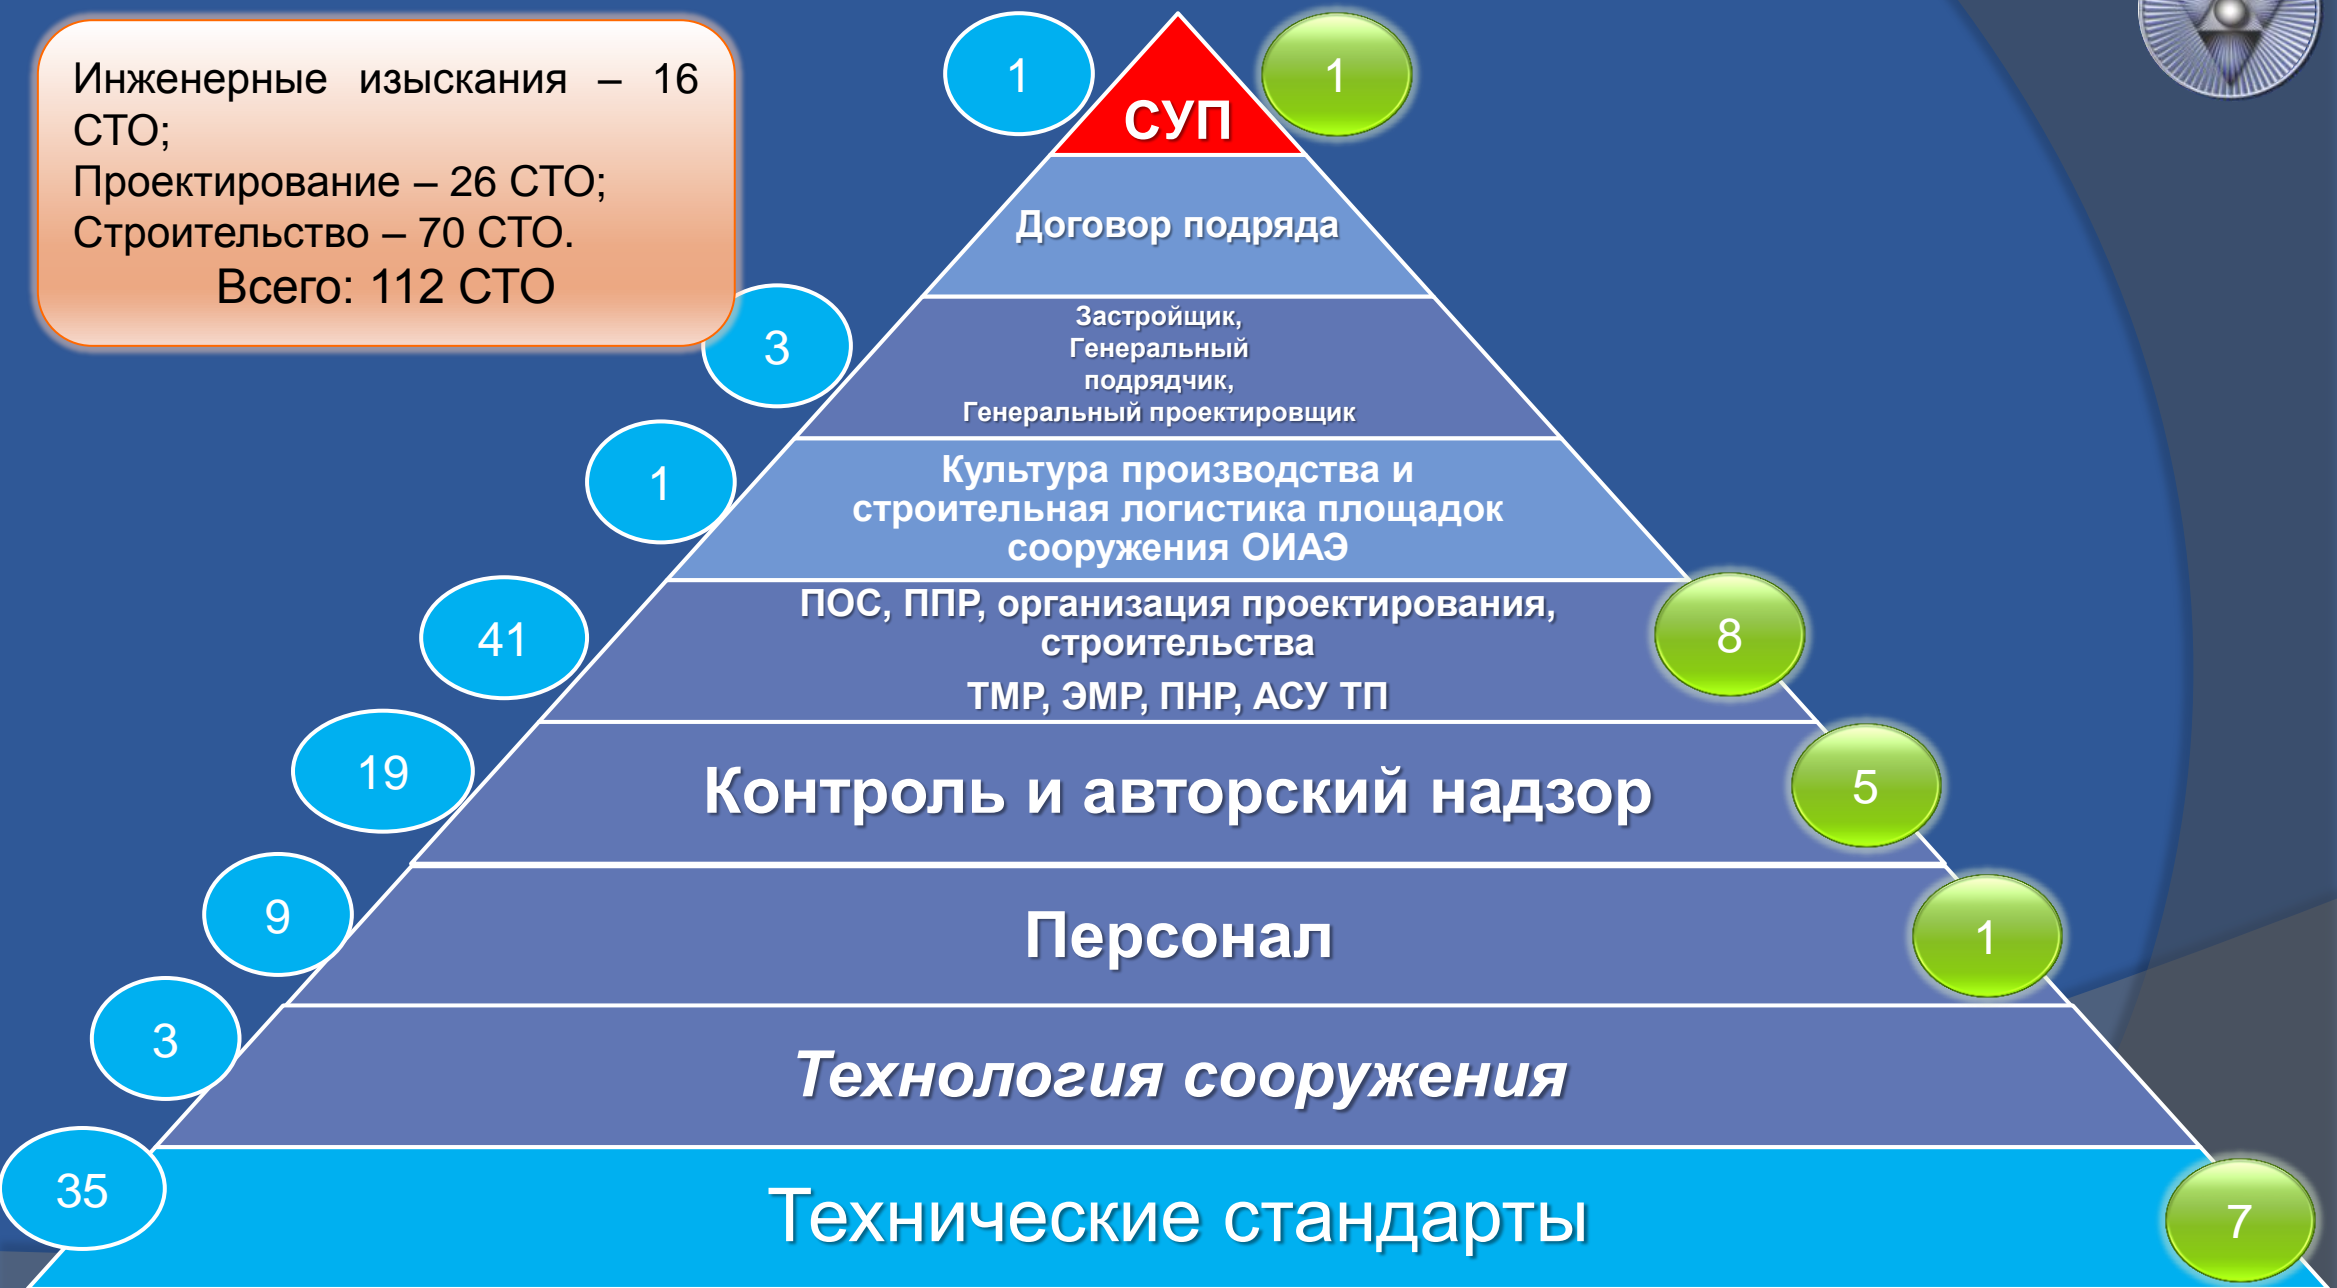 Инженерные изыскания – 16
СТО;
Проектирование – 26 СТО;
Строительство – 70 СТО.
Всего: 112 СТО
1
СУП
1
Договор подряда
3
Застройщик,
Генеральный
подрядчик,
Генеральный проектировщик
1
Культура производства и
строительная логистика площадок
сооружения ОИАЭ
41
ПОС, ППР, организация проектирования,
строительства
ТМР, ЭМР, ПНР, АСУ ТП
8
19
Контроль и авторский надзор
5
9
Персонал
1
3
Технология сооружения
35
Технические стандарты
7